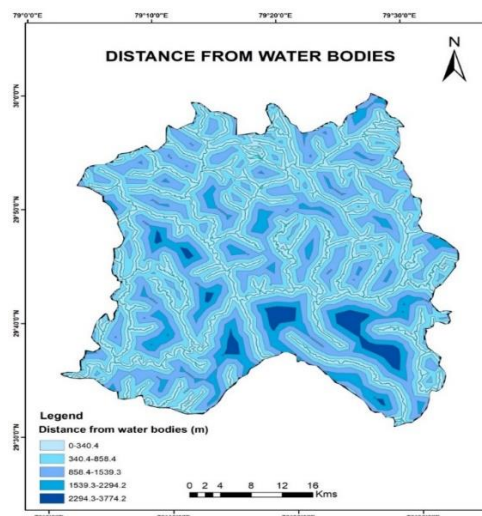 79°0'0"E 79°10'0"E 79°20'0"E 79°30'0"E
DISTANCE FROM WATER BODIES
N
Legend
Distance from water bodies (m)
0-340.4
340.4-858.4
858.4-1539.3
1539.3-2294.2
2294.3-3774.2
0 2 4 8 12 16
Kms